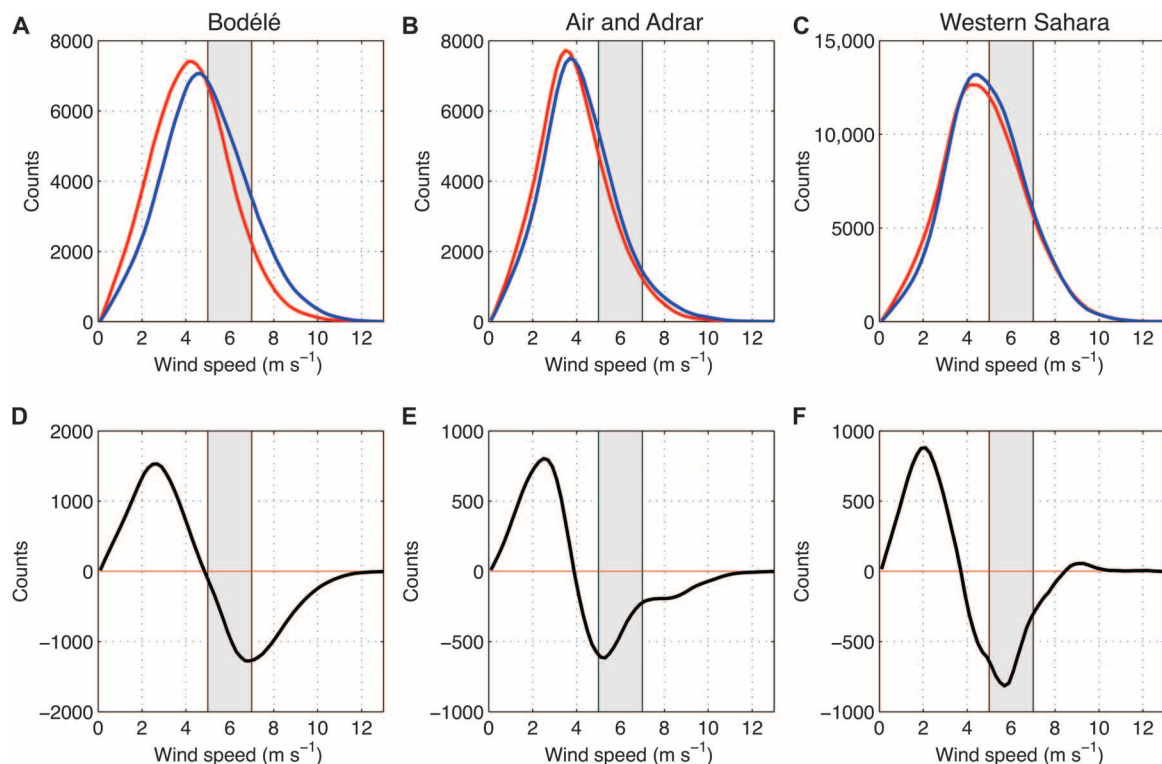 A Bodélé
8000
6000
4000
2000
0
Counts
0 2 4 6 8 10 12
Wind speed (m s⁻¹)
B Air and Adrar
8000
6000
4000
2000
0
Counts
0 2 4 6 8 10 12
Wind speed (m s⁻¹)
C Western Sahara
15,000
10,000
5000
0
Counts
0 2 4 6 8 10 12
Wind speed (m s⁻¹)
D
2000
1000
0
−1000
−2000
Counts
0 2 4 6 8 10 12
Wind speed (m s⁻¹)
E
1000
500
0
−500
−1000
Counts
0 2 4 6 8 10 12
Wind speed (m s⁻¹)
F
1000
500
0
−500
−1000
Counts
0 2 4 6 8 10 12
Wind speed (m s⁻¹)